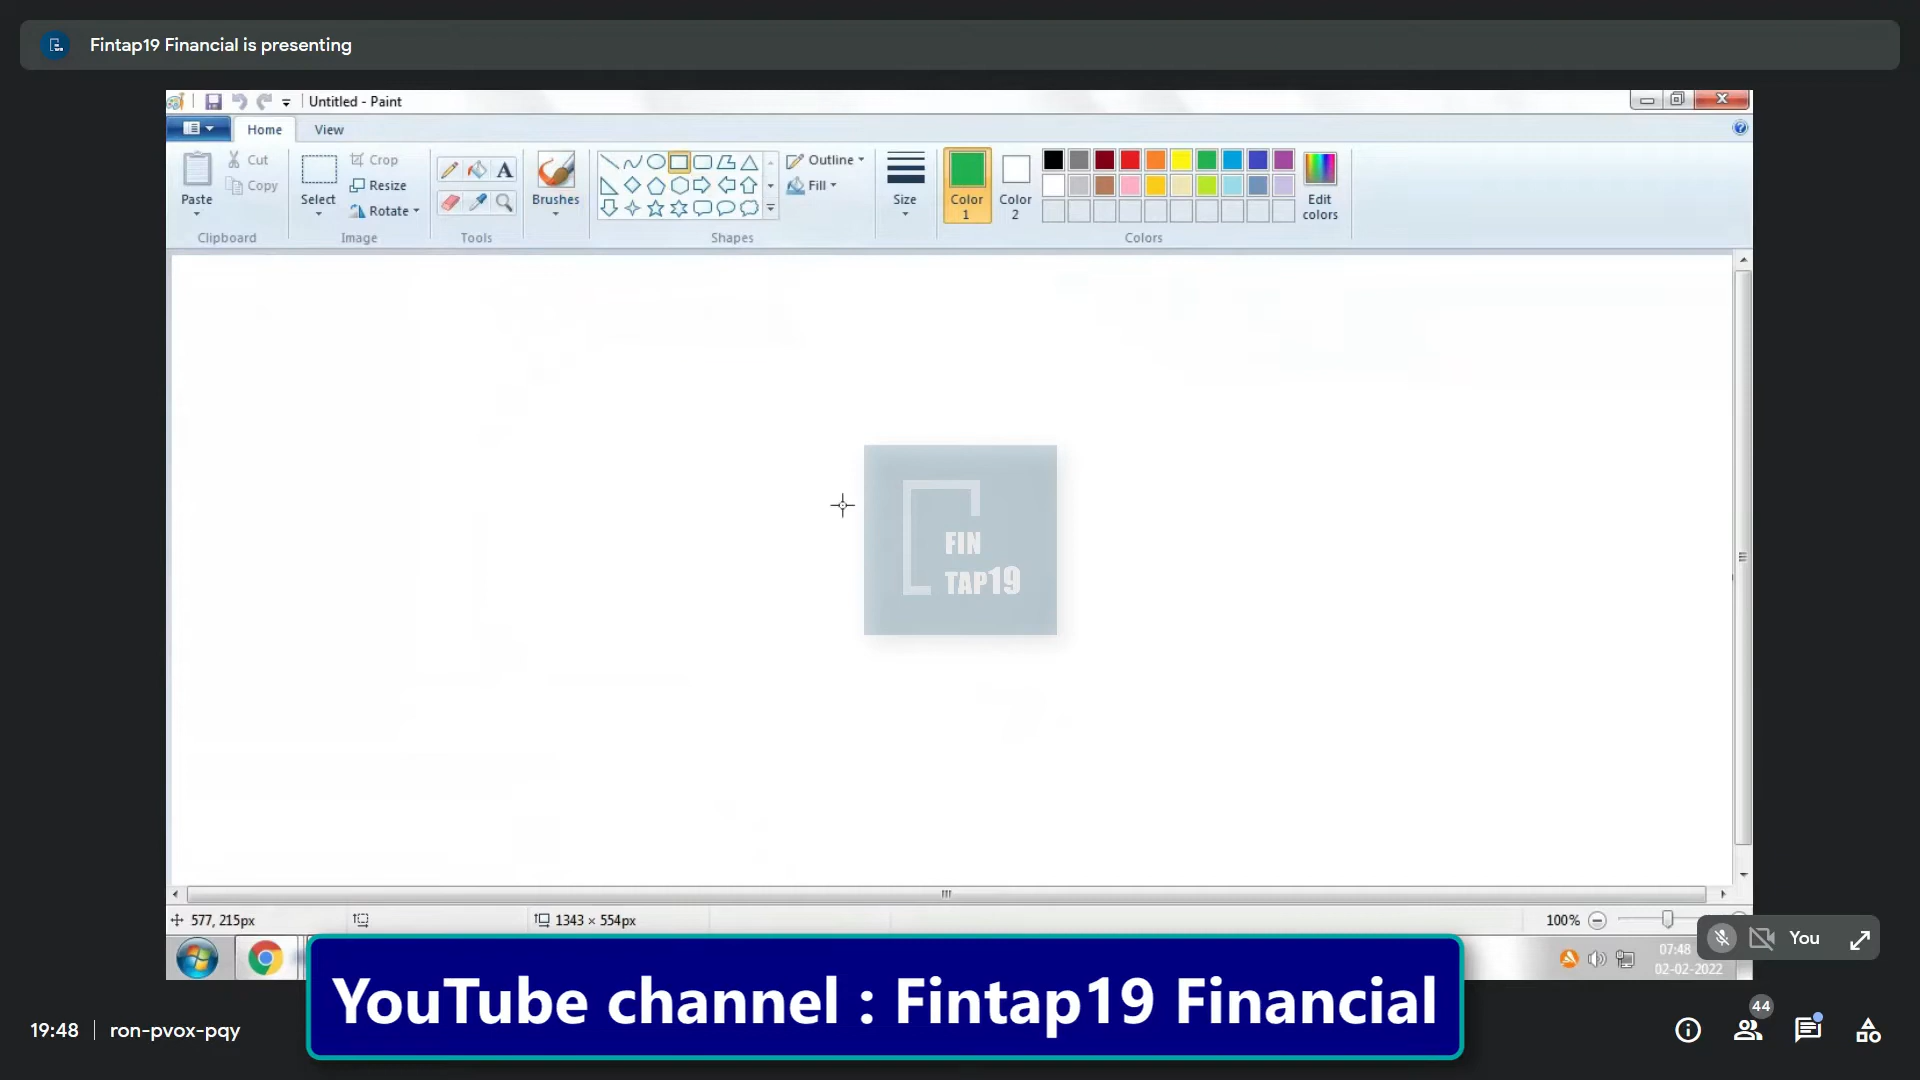 Fintap19 Financial is presenting
Untitled - Paint
Home View
Paste
Cut
Copy
Clipboard
Select
Crop
Resize
Rotate
Image
A
Tools
Brushes
Outline
Fill
Shapes
Size
Color
1
Color
2
Edit
colors
Colors
FIN
TAP19
577, 215px
1343 × 554px
100%
07:48
02-02-2022
You
YouTube channel : Fintap19 Financial
19:48 ron-pvox-pqy
44